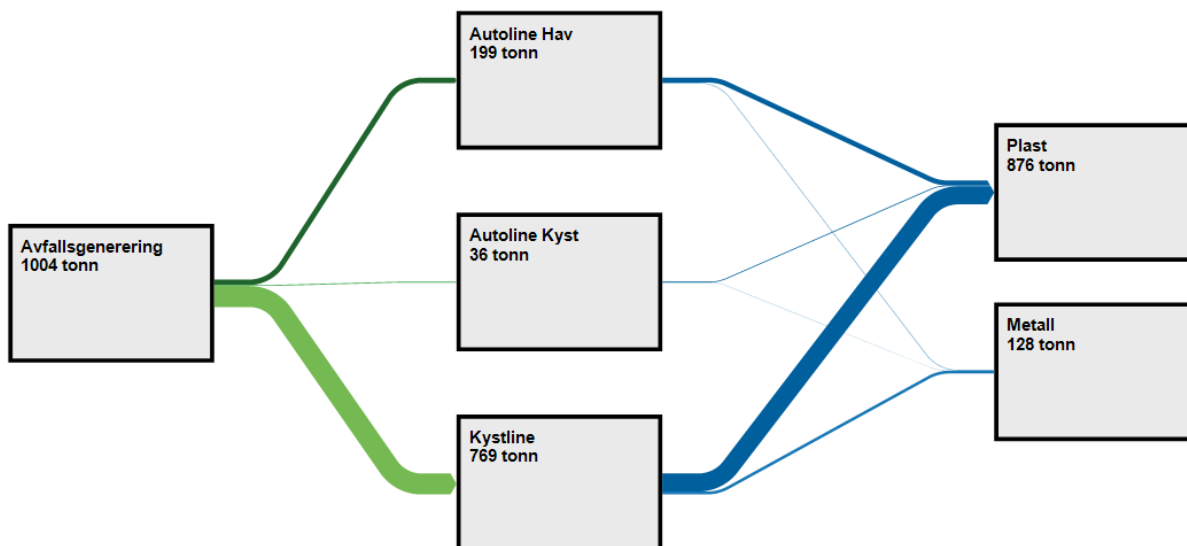 Autoline Hav
199 tonn
Avfallsgenerering
1004 tonn
Autoline Kyst
36 tonn
Kystline
769 tonn
Plast
876 tonn
Metall
128 tonn